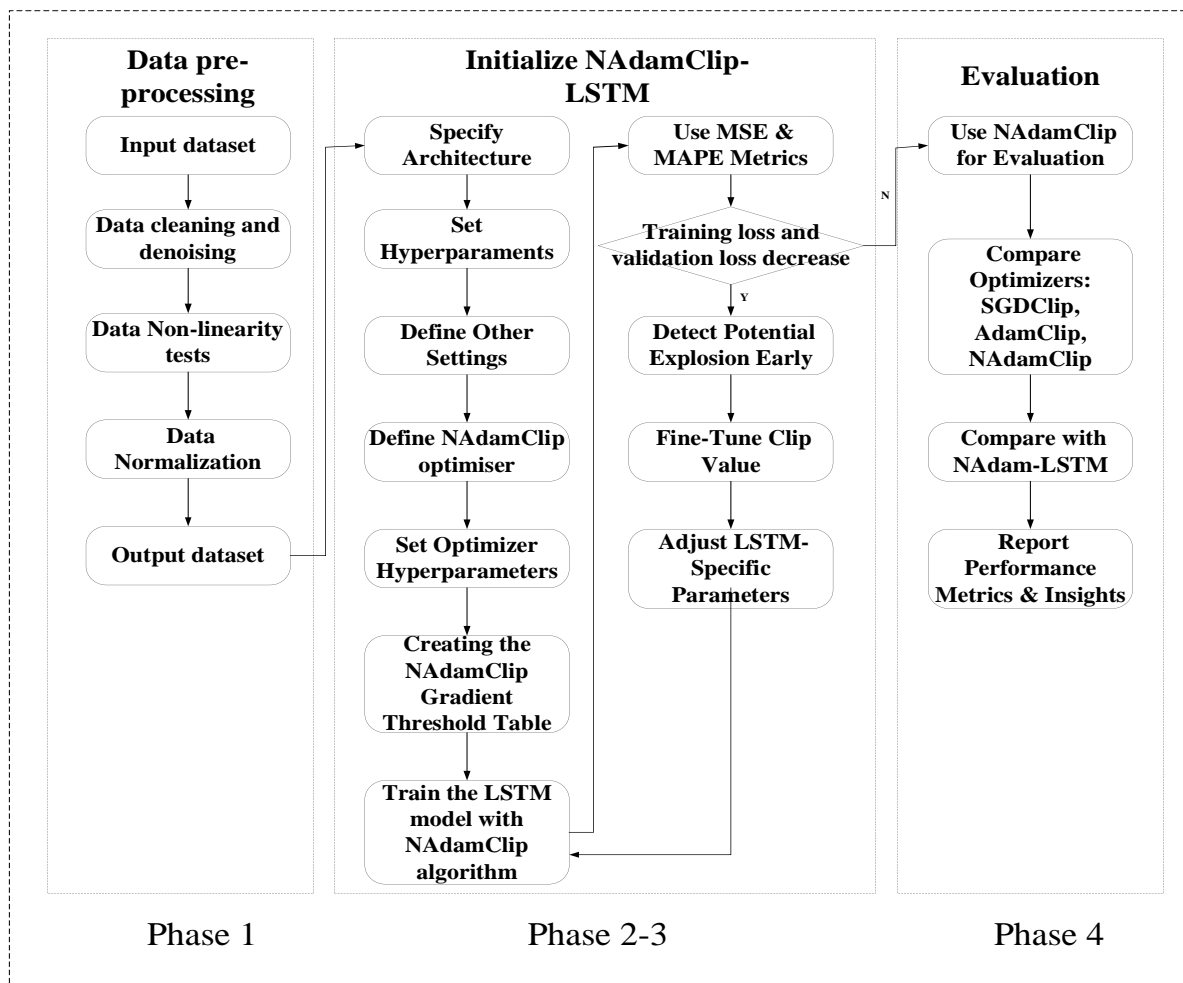 Data pre-
processing
Input dataset
Data cleaning and
denoising
Data Non-linearity
tests
Data
Normalization
Output dataset
Phase 1
Initialize NAdamClip-
LSTM
Specify
Architecture
Set
Hyperparaments
Define Other
Settings
Define NAdamClip
optimiser
Set Optimizer
Hyperparameters
Creating the
NAdamClip
Gradient
Threshold Table
Train the LSTM
model with
NAdamClip
algorithm
Use MSE &
MAPE Metrics
Training loss and
validation loss decrease
N
Y
Detect Potential
Explosion Early
Fine-Tune Clip
Value
Adjust LSTM-
Specific
Parameters
Phase 2-3
Evaluation
Use NAdamClip
for Evaluation
Compare
Optimizers:
SGDClip,
AdamClip,
NAdamClip
Compare with
NAdam-LSTM
Report
Performance
Metrics & Insights
Phase 4